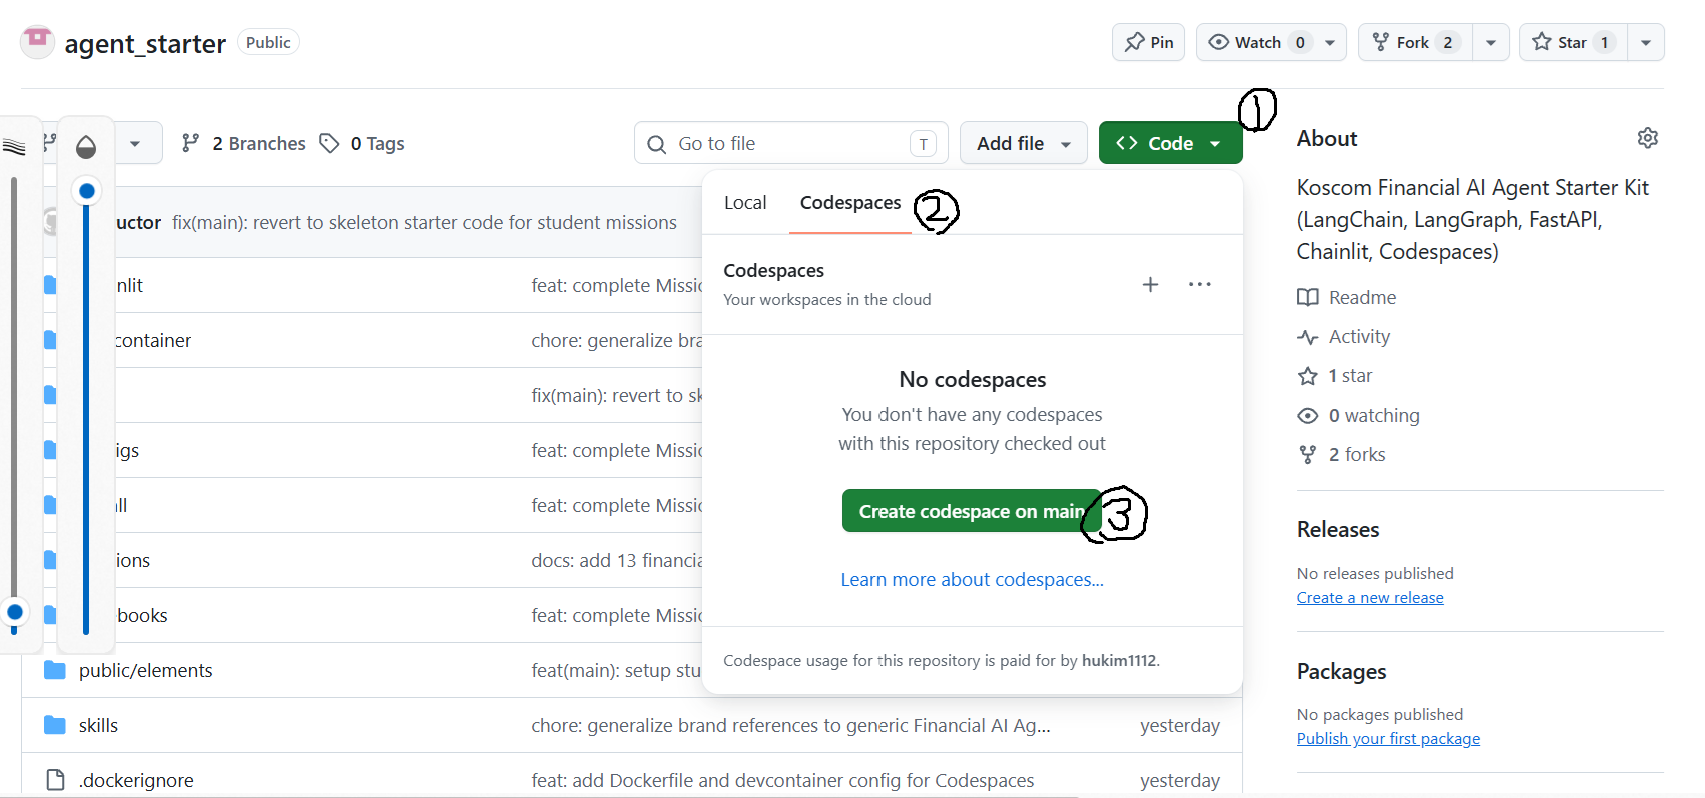 agent_starter Public
Pin
Watch 0
Fork 2
Star 1
2 Branches
0 Tags
Go to file T
Add file
Code
①
Local
Codespaces
②
Codespaces
Your workspaces in the cloud
No codespaces
You don't have any codespaces
with this repository checked out
Create codespace on main
③
Learn more about codespaces...
Codespace usage for this repository is paid for by hukim1112.
uctor fix(main): revert to skeleton starter code for student missions
nlit feat: complete Missio
container chore: generalize bra
fix(main): revert to sk
igs feat: complete Missio
all feat: complete Missio
ions docs: add 13 financia
books feat: complete Missio
public/elements feat(main): setup stu
skills chore: generalize brand references to generic Financial AI Ag... yesterday
.dockerignore feat: add Dockerfile and devcontainer config for Codespaces yesterday
About
Koscom Financial AI Agent Starter Kit
(LangChain, LangGraph, FastAPI,
Chainlit, Codespaces)
Readme
Activity
1 star
0 watching
2 forks
Releases
No releases published
Create a new release
Packages
No packages published
Publish your first package